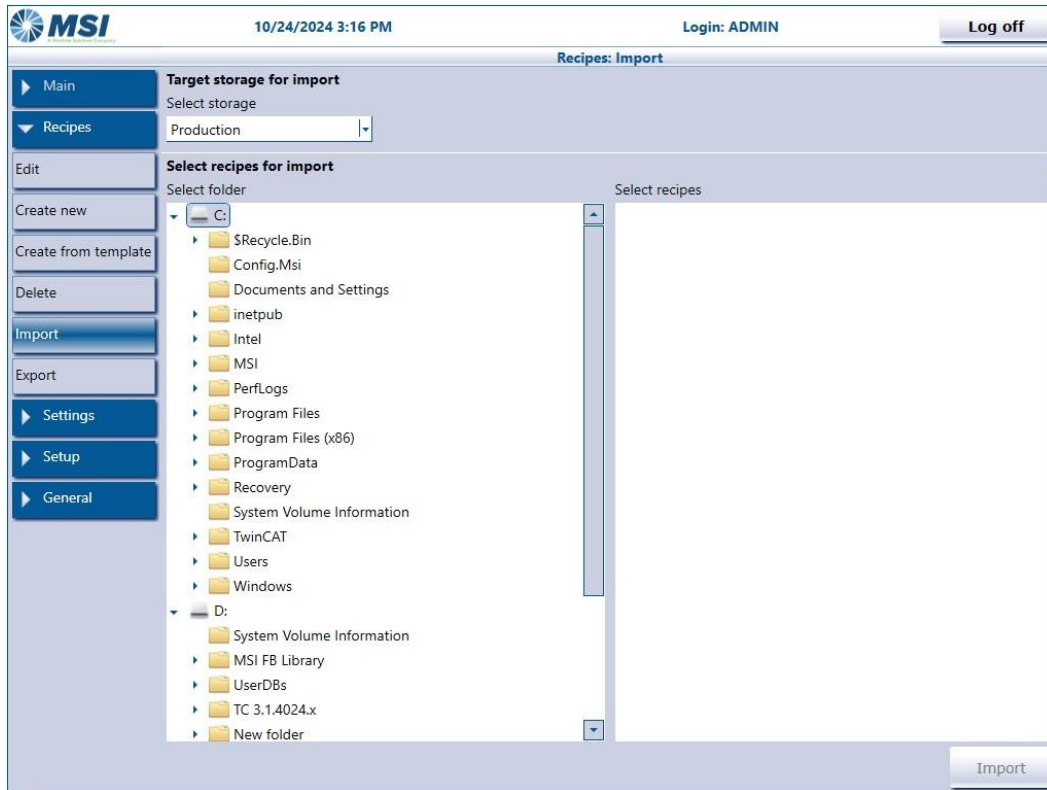 MSI
10/24/2024 3:16 PM
Login: ADMIN
Log off
Recipes: Import
Main
Recipes
Edit
Create new
Create from template
Delete
Import
Export
Settings
Setup
General
Target storage for import
Select storage
Production
Select recipes for import
Select folder
C:
$Recycle.Bin
Config.Msi
Documents and Settings
inetpub
Intel
MSI
PerfLogs
Program Files
Program Files (x86)
ProgramData
Recovery
System Volume Information
TwinCAT
Users
Windows
D:
System Volume Information
MSI FB Library
UserDBs
TC 3.1.4024.x
New folder
Select recipes
Import